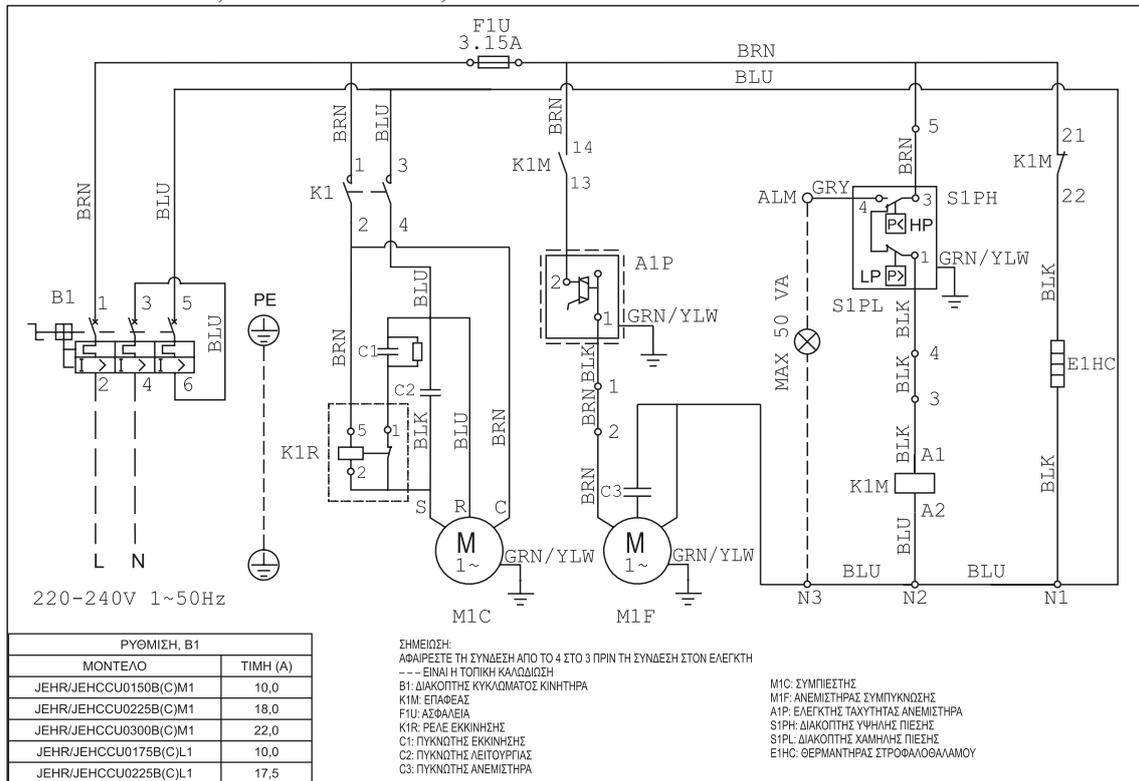 F1U
3.15A
BRN
BLU
BRN
BLU
BRN
BRN
BLU
1
3
K1
2
4
14
K1M
13
5
BRN
ALM
GRY
4
3
S1PH
P<
HP
1
LP
P>
S1PL
GRN/YLW
21
K1M
22
BLK
B1
1
3
5
BLU
I >
I >
I >
2
4
6
PE
BLU
A1P
2
1
GRN/YLW
MAX 50 VA
BLK
4
BLK
3
E1HC
BRN
C1
C2
BLK
BLU
BRN
BLK
1
BRN
2
K1R
5
1
2
BRN
C3
BLK
A1
K1M
A2
BLU
BLK
S
R
C
M
1~
GRN/YLW
M1C
M
1~
GRN/YLW
M1F
BLU
BLU
N3
N2
N1
L
N
220-240V 1~50Hz
ΡΥΘΜΙΣΗ, B1
ΜΟΝΤΕΛΟ ΤΙΜΗ (A)
JEHR/JEHCCU0150B(C)M1 10,0
JEHR/JEHCCU0225B(C)M1 18,0
JEHR/JEHCCU0300B(C)M1 22,0
JEHR/JEHCCU0175B(C)L1 10,0
JEHR/JEHCCU0225B(C)L1 17,5
ΣΗΜΕΙΩΣΗ:
ΑΦΑΙΡΕΣΤΕ ΤΗ ΣΥΝΔΕΣΗ ΑΠΟ ΤΟ 4 ΣΤΟ 3 ΠΡΙΝ ΤΗ ΣΥΝΔΕΣΗ ΣΤΟΝ ΕΛΕΓΚΤΗ
---- ΕΙΝΑΙ Η ΤΟΠΙΚΗ ΚΑΛΩΔΙΩΣΗ
B1: ΔΙΑΚΟΠΤΗΣ ΚΥΚΛΩΜΑΤΟΣ ΚΙΝΗΤΗΡΑ
K1M: ΕΠΑΦΕΑΣ
F1U: ΑΣΦΑΛΕΙΑ
K1R: ΡΕΛΕ ΕΚΚΙΝΗΣΗΣ
C1: ΠΥΚΝΩΤΗΣ ΕΚΚΙΝΗΣΗΣ
C2: ΠΥΚΝΩΤΗΣ ΛΕΙΤΟΥΡΓΙΑΣ
C3: ΠΥΚΝΩΤΗΣ ΑΝΕΜΙΣΤΗΡΑ
M1C: ΣΥΜΠΙΕΣΤΗΣ
M1F: ΑΝΕΜΙΣΤΗΡΑΣ ΣΥΜΠΥΚΝΩΣΗΣ
A1P: ΕΛΕΓΚΤΗΣ ΤΑΧΥΤΗΤΑΣ ΑΝΕΜΙΣΤΗΡΑ
S1PH: ΔΙΑΚΟΠΤΗΣ ΥΨΗΛΗΣ ΠΙΕΣΗΣ
S1PL: ΔΙΑΚΟΠΤΗΣ ΧΑΜΗΛΗΣ ΠΙΕΣΗΣ
E1HC: ΘΕΡΜΑΝΤΗΡΑΣ ΣΤΡΟΦΑΛΟΘΑΛΑΜΟΥ